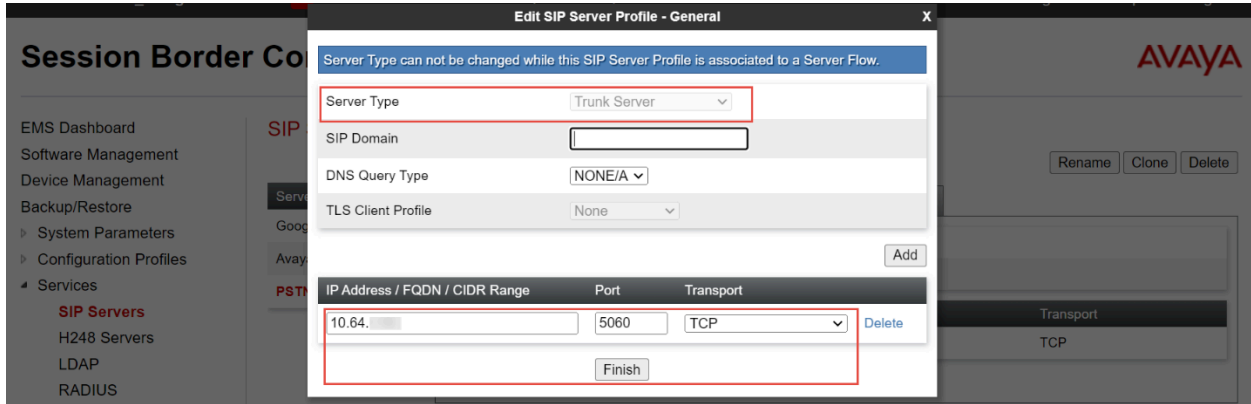 Edit SIP Server Profile - General X
Session Border Co
AVAYA
Server Type can not be changed while this SIP Server Profile is associated to a Server Flow.
Server Type Trunk Server
SIP Domain
DNS Query Type NONE/A
TLS Client Profile None
Add
IP Address / FQDN / CIDR Range Port Transport
10.64. 5060 TCP Delete
Finish
EMS Dashboard
Software Management
Device Management
Backup/Restore
System Parameters
Configuration Profiles
Services
SIP Servers
H248 Servers
LDAP
RADIUS
SIP
Serve
Goog
Avay
PSTN
Rename Clone Delete
Transport
TCP